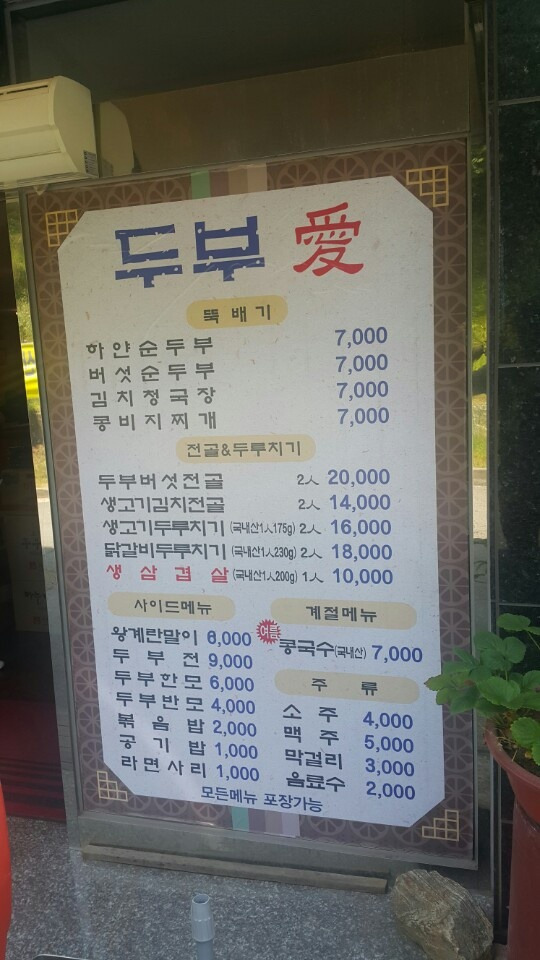 두부 愛
뚝배기
하얀순두부 7,000
버섯순두부 7,000
김치청국장 7,000
콩비지찌개 7,000
전골&두루치기
두부버섯전골 2人 20,000
생고기김치전골 2人 14,000
생고기두루치기 (국내산1人175g) 2人 16,000
닭갈비두루치기 (국내산1人230g) 2人 18,000
생삼겹살 (국내산1人200g) 1人 10,000
사이드메뉴
왕계란말이 8,000
두부전 9,000
두부한모 6,000
두부반모 4,000
볶음밥 2,000
공기밥 1,000
라면사리 1,000
계절메뉴
여름 콩국수(국내산) 7,000
주류
소주 4,000
맥주 5,000
막걸리 3,000
음료수 2,000
모든메뉴 포장가능